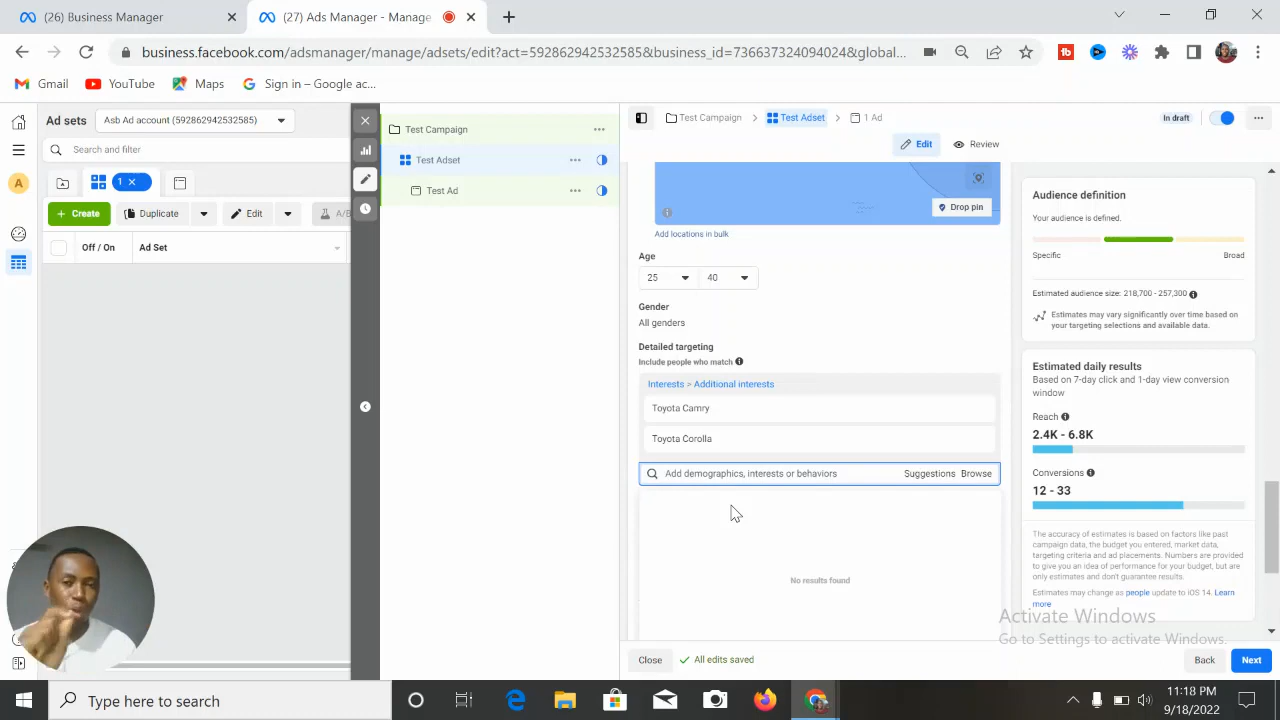 (26) Business Manager
(27) Ads Manager - Manage
business.facebook.com/adsmanager/manage/adsets/edit?act=592862942532585&business_id=736637324094024&global...
Gmail
YouTube
Maps
Sign in – Google ac...
Ad sets
Asb Ad account (592862942532585)
Search and filter
A
1
+ Create
Duplicate
Edit
A/B
Off / On
Ad Set
Test Campaign
Test Adset
Test Ad
Test Campaign
Test Adset
1 Ad
In draft
Edit
Review
Drop pin
Add locations in bulk
Age
25
40
Gender
All genders
Detailed targeting
Include people who match
Interests > Additional interests
Toyota Camry
Toyota Corolla
Add demographics, interests or behaviors
Suggestions
Browse
No results found
Close
All edits saved
Back
Next
Audience definition
Your audience is defined.
Specific
Broad
Estimated audience size: 218,700 - 257,300
Estimates may vary significantly over time based on
your targeting selections and available data.
Estimated daily results
Based on 7-day click and 1-day view conversion
window
Reach
2.4K - 6.8K
Conversions
12 - 33
The accuracy of estimates is based on factors like past
campaign data, the budget you entered, market data,
targeting criteria and ad placements. Numbers are provided
to give you an idea of performance for your budget, but are
only estimates and don't guarantee results.
Estimates may change as people update to iOS 14. Learn
more
Activate Windows
Go to Settings to activate Windows.
Type here to search
11:18 PM
9/18/2022